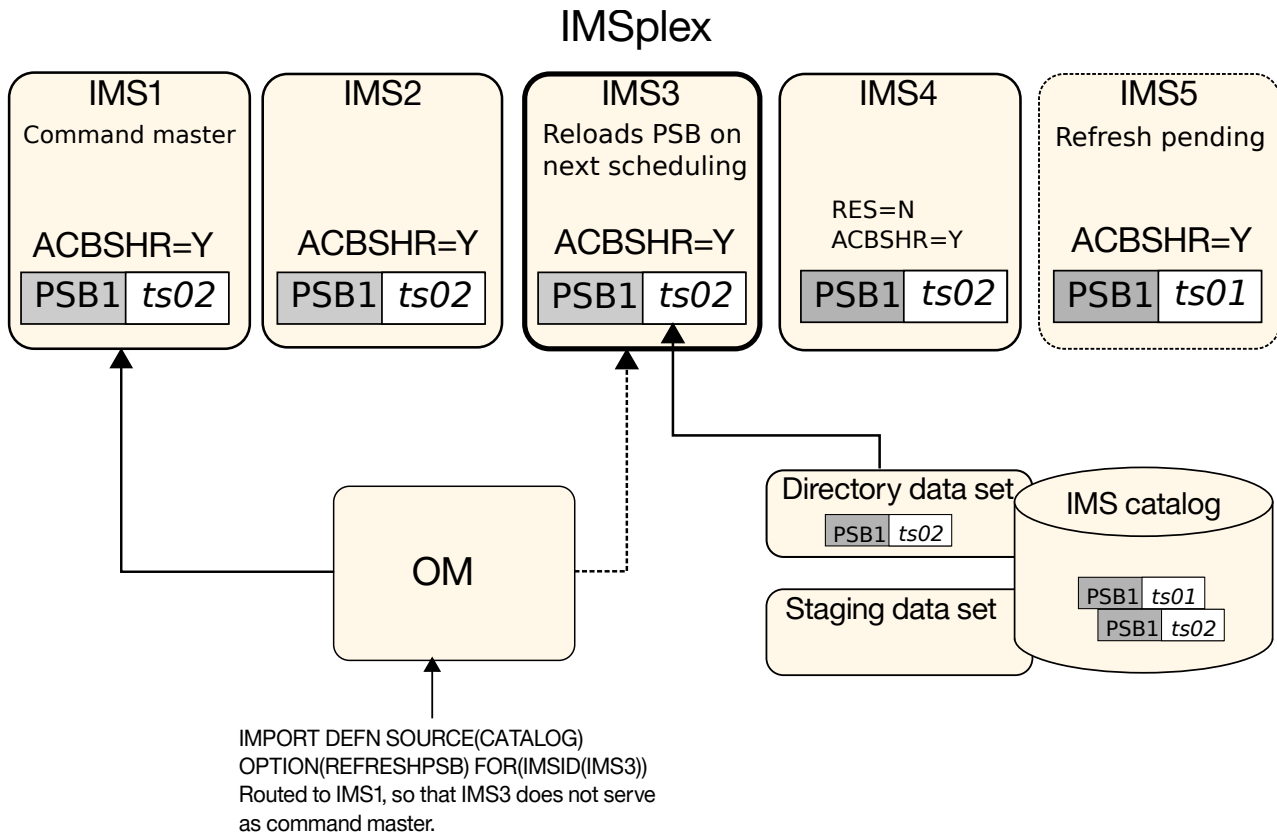 IMSplex
IMS1
Command master
ACBSHR=Y
PSB1 ts02
IMS2
ACBSHR=Y
PSB1 ts02
IMS3
Reloads PSB on
next scheduling
ACBSHR=Y
PSB1 ts02
IMS4
RES=N
ACBSHR=Y
PSB1 ts02
IMS5
Refresh pending
ACBSHR=Y
PSB1 ts01
OM
Directory data set
PSB1 ts02
Staging data set
IMS catalog
PSB1 ts01
PSB1 ts02
IMPORT DEFN SOURCE(CATALOG)
OPTION(REFRESHPSB) FOR(IMSID(IMS3))
Routed to IMS1, so that IMS3 does not serve
as command master.